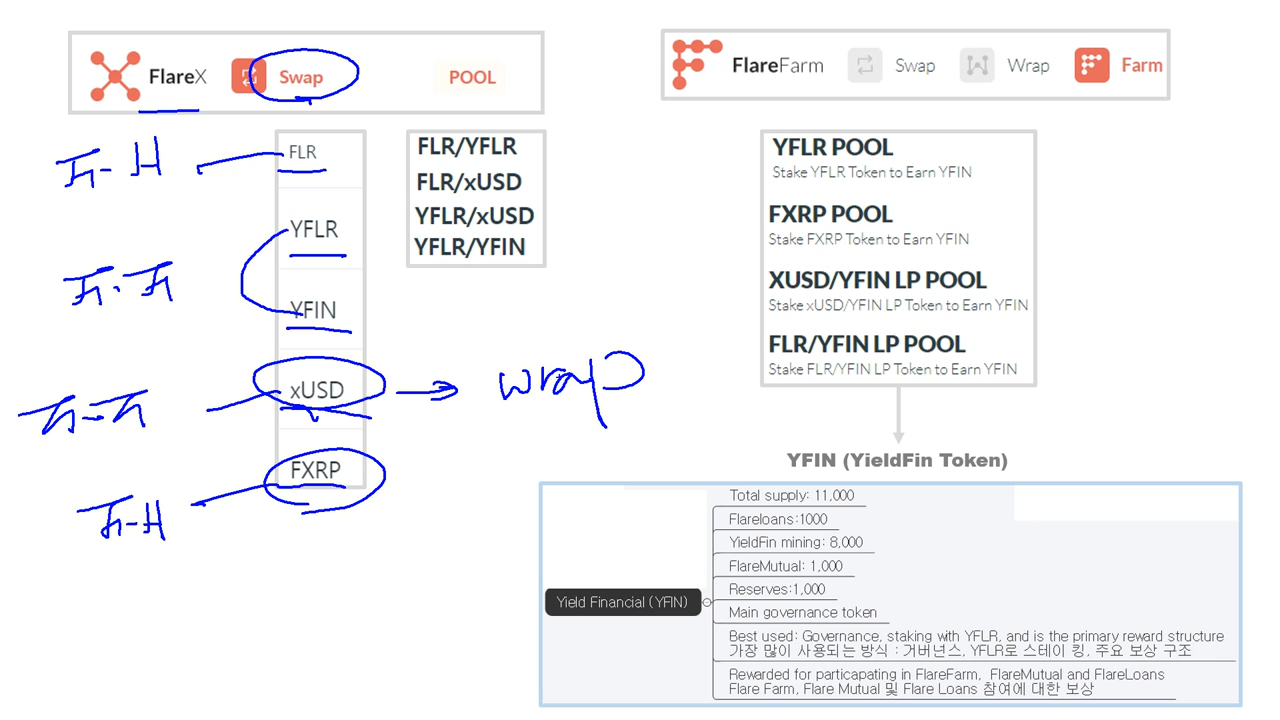 FlareX Swap POOL
FLR
YFLR
YFIN
xUSD
FXRP
FLR/YFLR
FLR/xUSD
YFLR/xUSD
YFLR/YFIN
wrap
FlareFarm Swap Wrap Farm
YFLR POOL
Stake YFLR Token to Earn YFIN
FXRP POOL
Stake FXRP Token to Earn YFIN
XUSD/YFIN LP POOL
Stake xUSD/YFIN LP Token to Earn YFIN
FLR/YFIN LP POOL
Stake FLR/YFIN LP Token to Earn YFIN
YFIN (YieldFin Token)
Yield Financial (YFIN)
Total supply: 11,000
Flareloans:1000
YieldFin mining: 8,000
FlareMutual: 1,000
Reserves:1,000
Main governance token
Best used: Governance, staking with YFLR, and is the primary reward structure
가장 많이 사용되는 방식 : 거버넌스, YFLR로 스테이 킹, 주요 보상 구조
Rewarded for particapating in FlareFarm, FlareMutual and FlareLoans
Flare Farm, Flare Mutual 및 Flare Loans 참여에 대한 보상